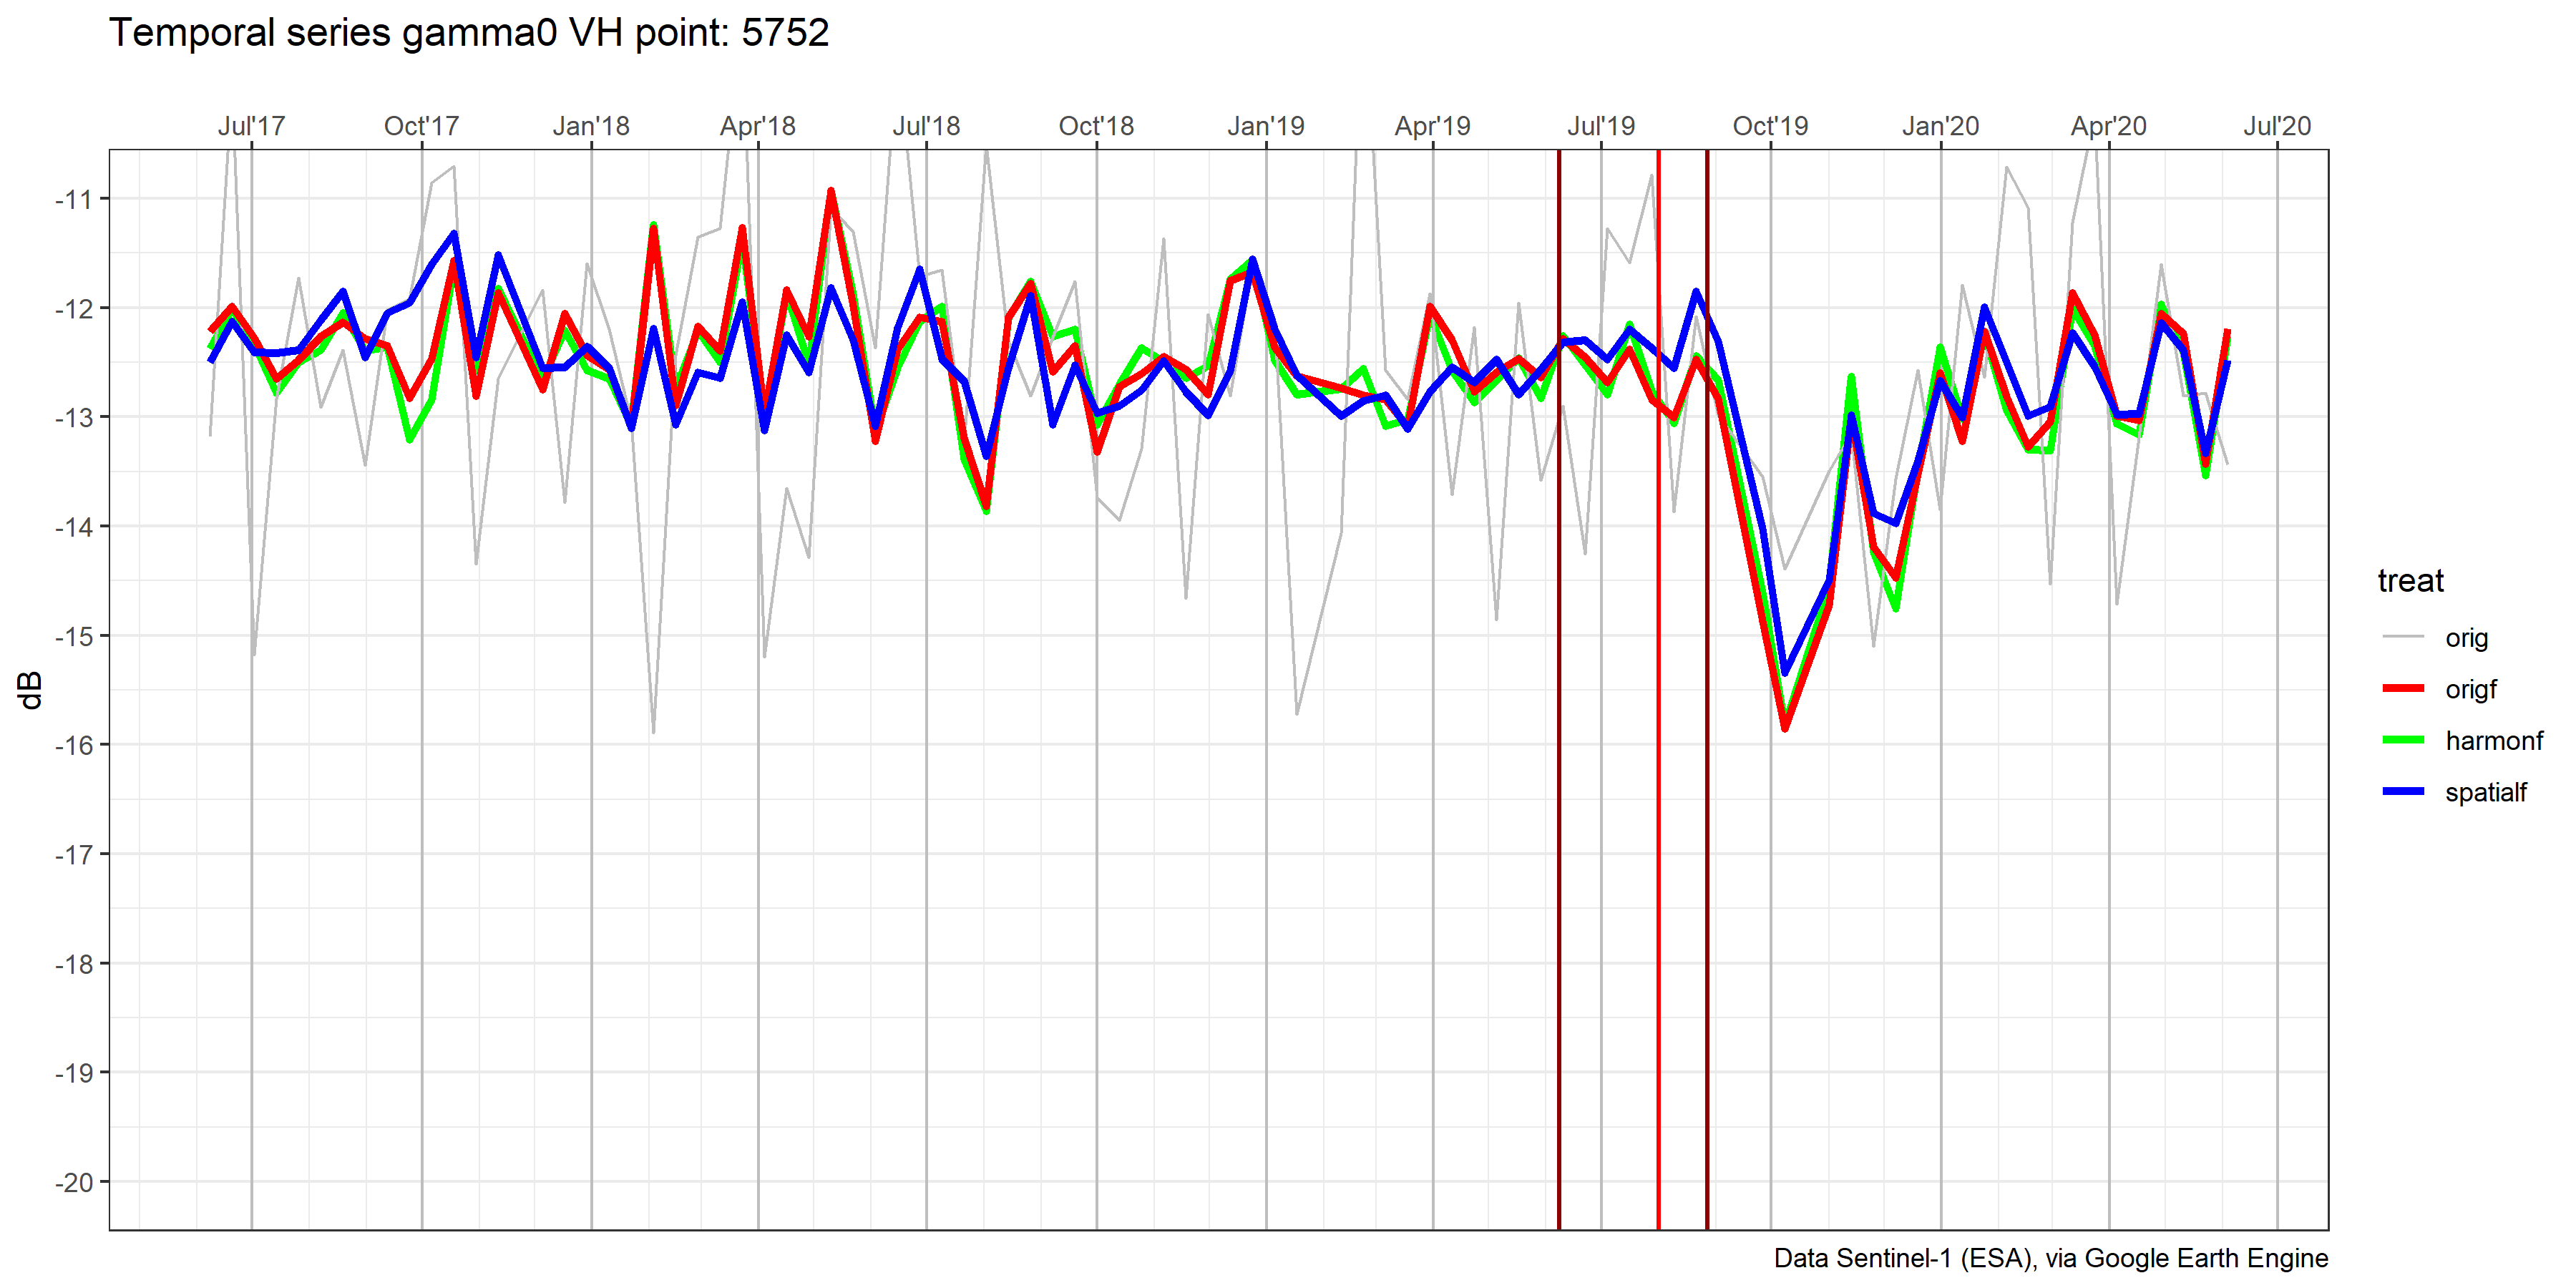 Temporal series gamma0 VH point: 5752
Jul'17 Oct'17 Jan'18 Apr'18 Jul'18 Oct'18 Jan'19 Apr'19 Jul'19 Oct'19 Jan'20 Apr'20 Jul'20
-11
-12
-13
-14
-15
-16
-17
-18
-19
-20
dB
treat
orig
origf
harmonf
spatialf
Data Sentinel-1 (ESA), via Google Earth Engine